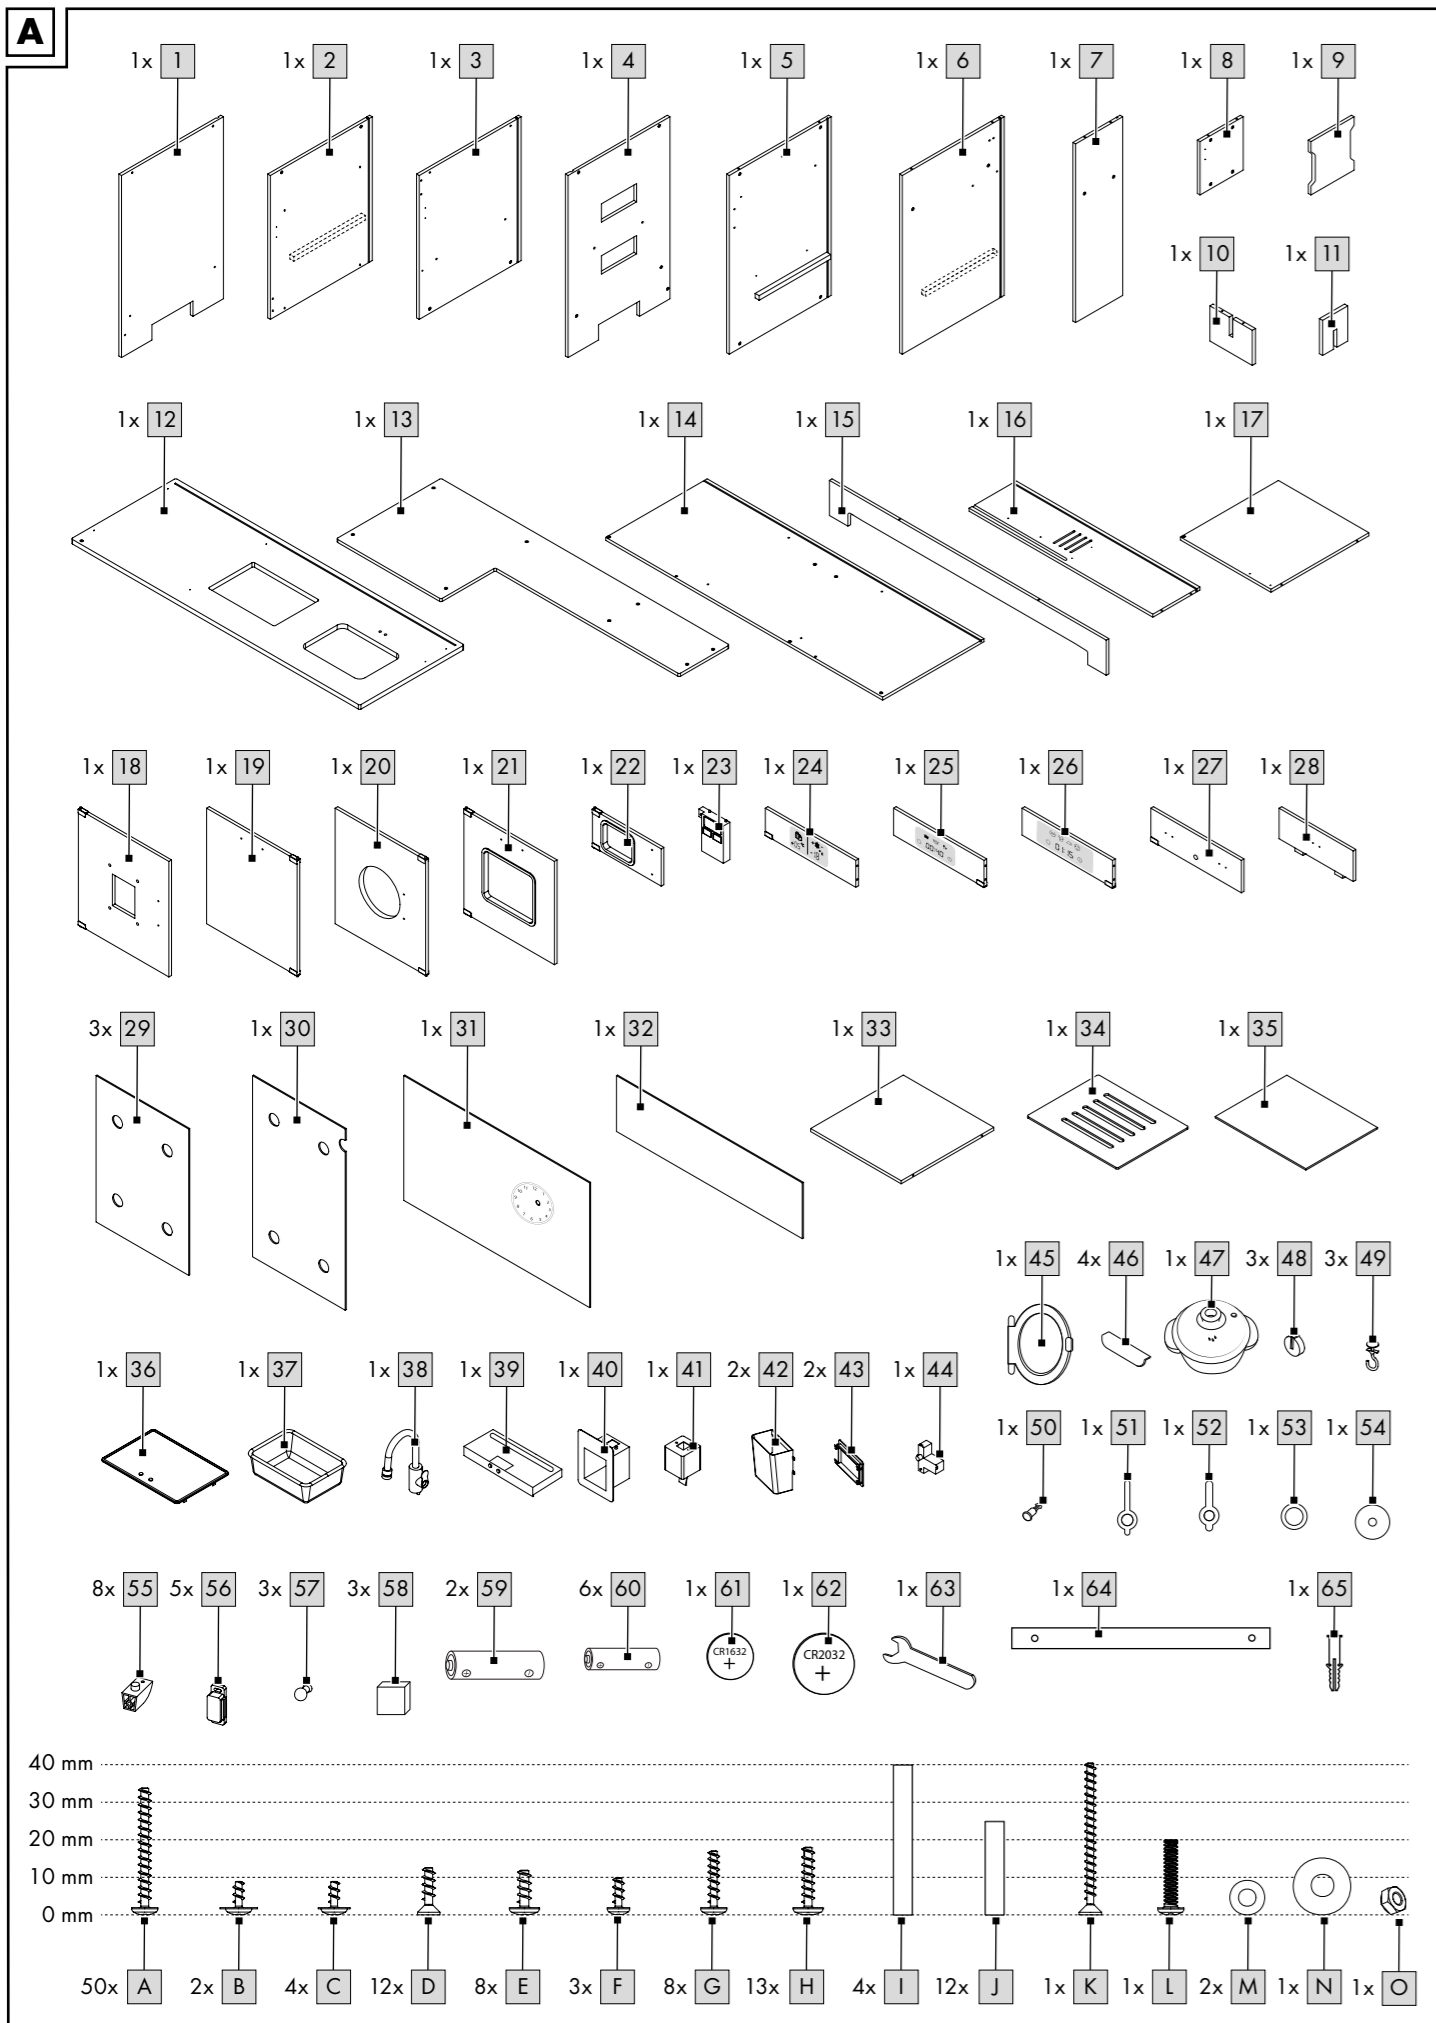 A
1x 1 1x 2 1x 3 1x 4 1x 5 1x 6 1x 7 1x 8 1x 9
1x 10 1x 11
1x 12 1x 13 1x 14 1x 15 1x 16 1x 17
1x 18 1x 19 1x 20 1x 21 1x 22 1x 23 1x 24 1x 25 1x 26 1x 27 1x 28
00:40
01:15
3x 29 1x 30 1x 31 1x 32 1x 33 1x 34 1x 35
1x 45 4x 46 1x 47 3x 48 3x 49
1x 36 1x 37 1x 38 1x 39 1x 40 1x 41 2x 42 2x 43 1x 44
1x 50 1x 51 1x 52 1x 53 1x 54
8x 55 5x 56 3x 57 3x 58 2x 59 6x 60 1x 61 1x 62 1x 63 1x 64 1x 65
CR1632
+
CR2032
+
40 mm
30 mm
20 mm
10 mm
0 mm
50x A 2x B 4x C 12x D 8x E 3x F 8x G 13x H 4x I 12x J 1x K 1x L 2x M 1x N 1x O